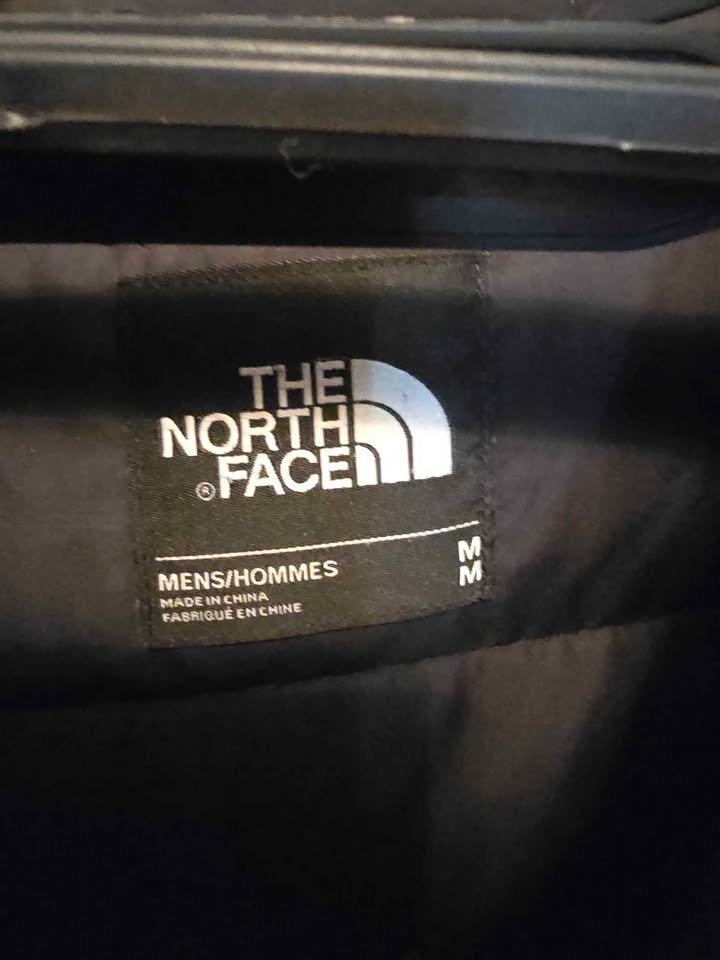 THE
NORTH
®FACE
MENS/HOMMES
M
MADE IN CHINA
M
FABRIQUÉ EN CHINE